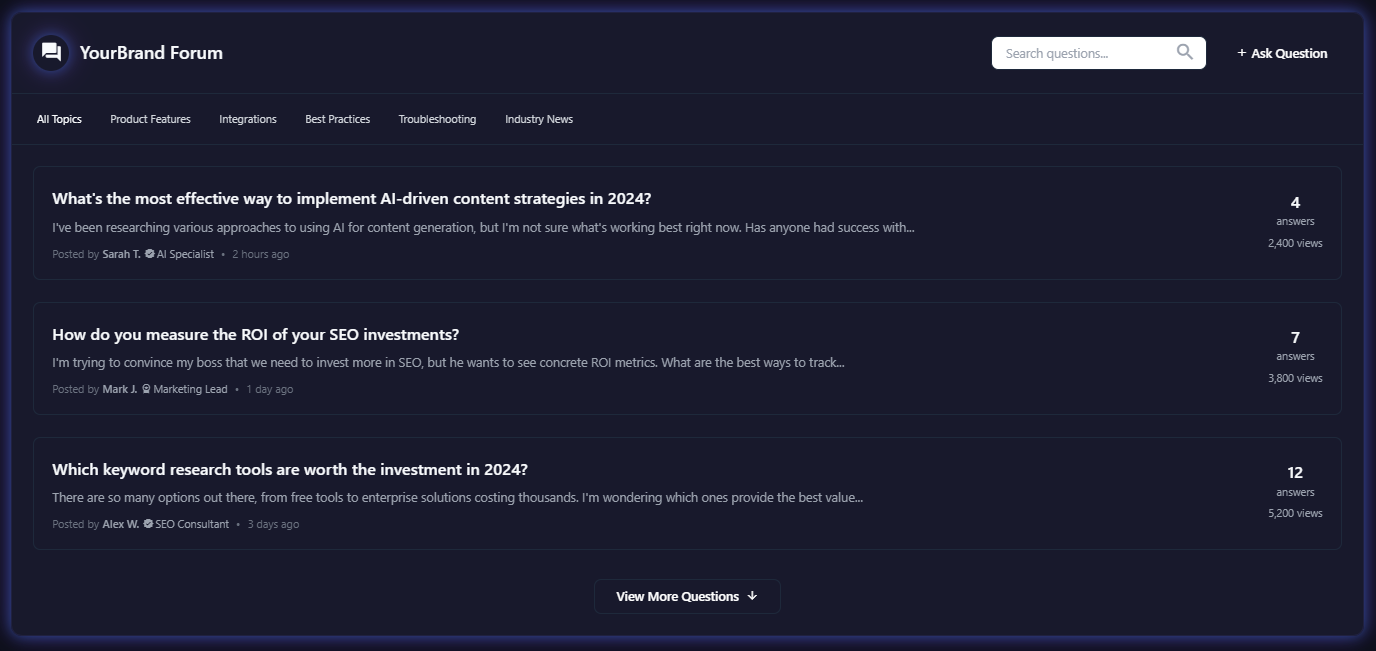 YourBrand Forum
Search questions...
+ Ask Question
All Topics Product Features Integrations Best Practices Troubleshooting Industry News
What's the most effective way to implement AI-driven content strategies in 2024?
I've been researching various approaches to using AI for content generation, but I'm not sure what's working best right now. Has anyone had success with...
Posted by Sarah T. AI Specialist • 2 hours ago
4
answers
2,400 views
How do you measure the ROI of your SEO investments?
I'm trying to convince my boss that we need to invest more in SEO, but he wants to see concrete ROI metrics. What are the best ways to track...
Posted by Mark J. Marketing Lead • 1 day ago
7
answers
3,800 views
Which keyword research tools are worth the investment in 2024?
There are so many options out there, from free tools to enterprise solutions costing thousands. I'm wondering which ones provide the best value...
Posted by Alex W. SEO Consultant • 3 days ago
12
answers
5,200 views
View More Questions ↓